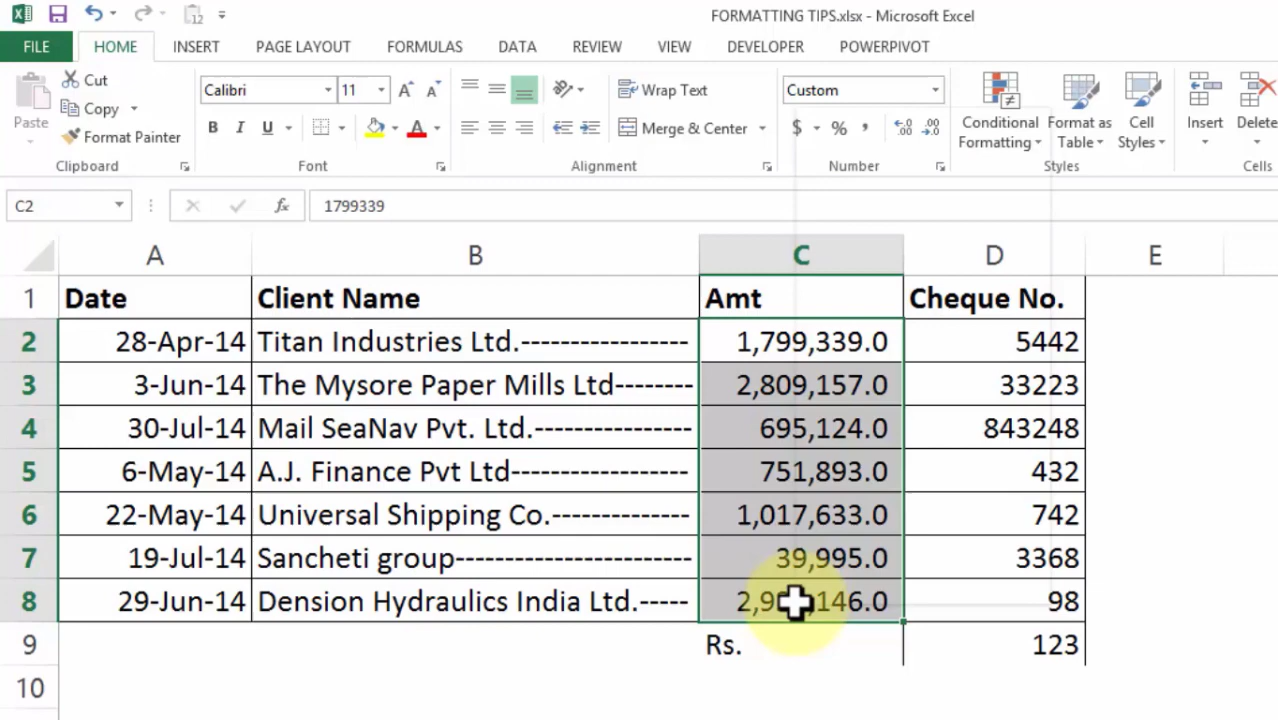 12
FORMATTING TIPS.xlsx - Microsoft Excel
FILE HOME INSERT PAGE LAYOUT FORMULAS DATA REVIEW VIEW DEVELOPER POWERPIVOT
Paste
Cut
Copy
Format Painter
Clipboard
Calibri 11
B I U A
Font
Wrap Text
Merge & Center
Alignment
Custom
$ % ,
Number
Conditional Formatting
Format as Table
Cell Styles
Styles
Insert
Delete
Cells
C2 fx 1799339
A B C D E
1 Date Client Name Amt Cheque No.
2 28-Apr-14 Titan Industries Ltd.---------------- 1,799,339.0 5442
3 3-Jun-14 The Mysore Paper Mills Ltd-------- 2,809,157.0 33223
4 30-Jul-14 Mail SeaNav Pvt. Ltd.--------------- 695,124.0 843248
5 6-May-14 A.J. Finance Pvt Ltd----------------- 751,893.0 432
6 22-May-14 Universal Shipping Co.-------------- 1,017,633.0 742
7 19-Jul-14 Sancheti group------------------------ 39,995.0 3368
8 29-Jun-14 Dension Hydraulics India Ltd.----- 98
9 Rs. 123
10